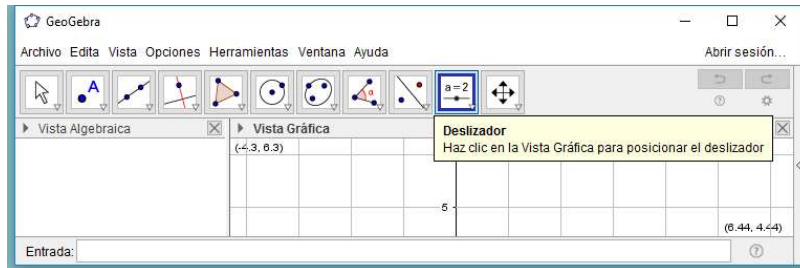 GeoGebra
Archivo Edita Vista Opciones Herramientas Ventana Ayuda Abrir sesión...
A
α
a=2
Vista Algebraica
Vista Gráfica
Deslizador
Haz clic en la Vista Gráfica para posicionar el deslizador
(-4.3, 6.3)
5
(6.44, 4.44)
Entrada: